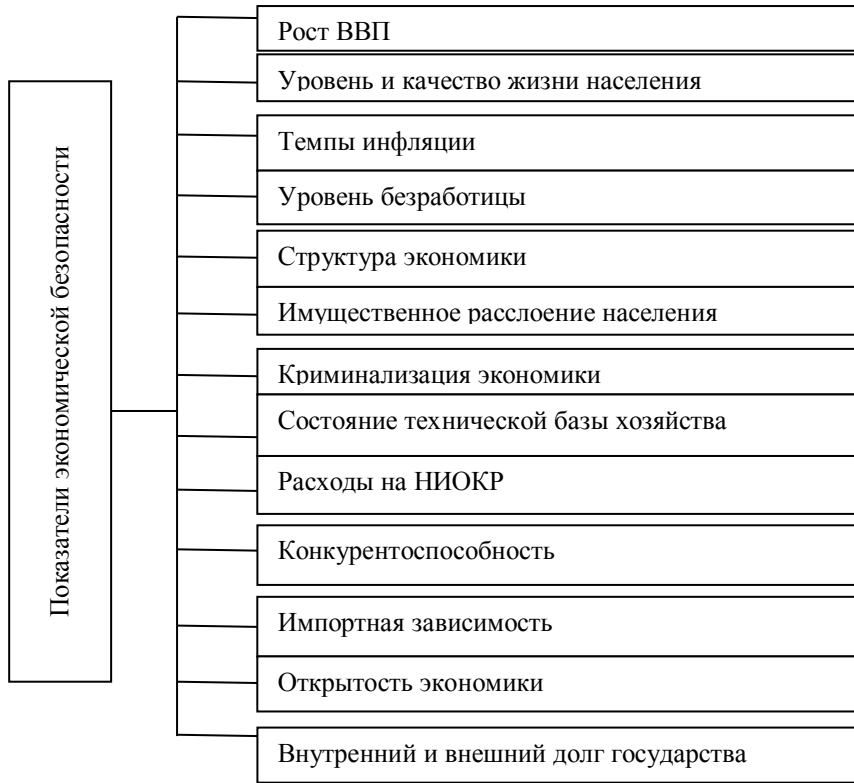 Показатели экономической безопасности
Рост ВВП
Уровень и качество жизни населения
Темпы инфляции
Уровень безработицы
Структура экономики
Имущественное расслоение населения
Криминализация экономики
Состояние технической базы хозяйства
Расходы на НИОКР
Конкурентоспособность
Импортная зависимость
Открытость экономики
Внутренний и внешний долг государства